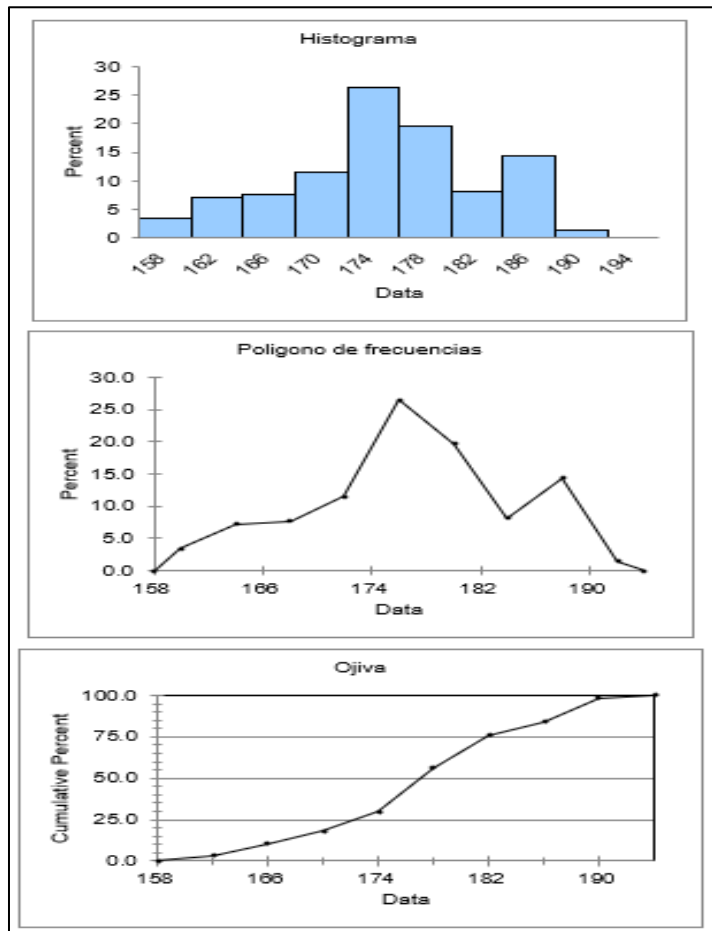 Histograma
30
25
20
15
10
5
0
Percent
158 162 166 170 174 178 182 186 190 194
Data
Poligono de frecuencias
30.0
25.0
20.0
15.0
10.0
5.0
0.0
Percent
158 166 174 182 190
Data
Ojiva
100.0
75.0
50.0
25.0
0.0
Cumulative Percent
158 166 174 182 190
Data